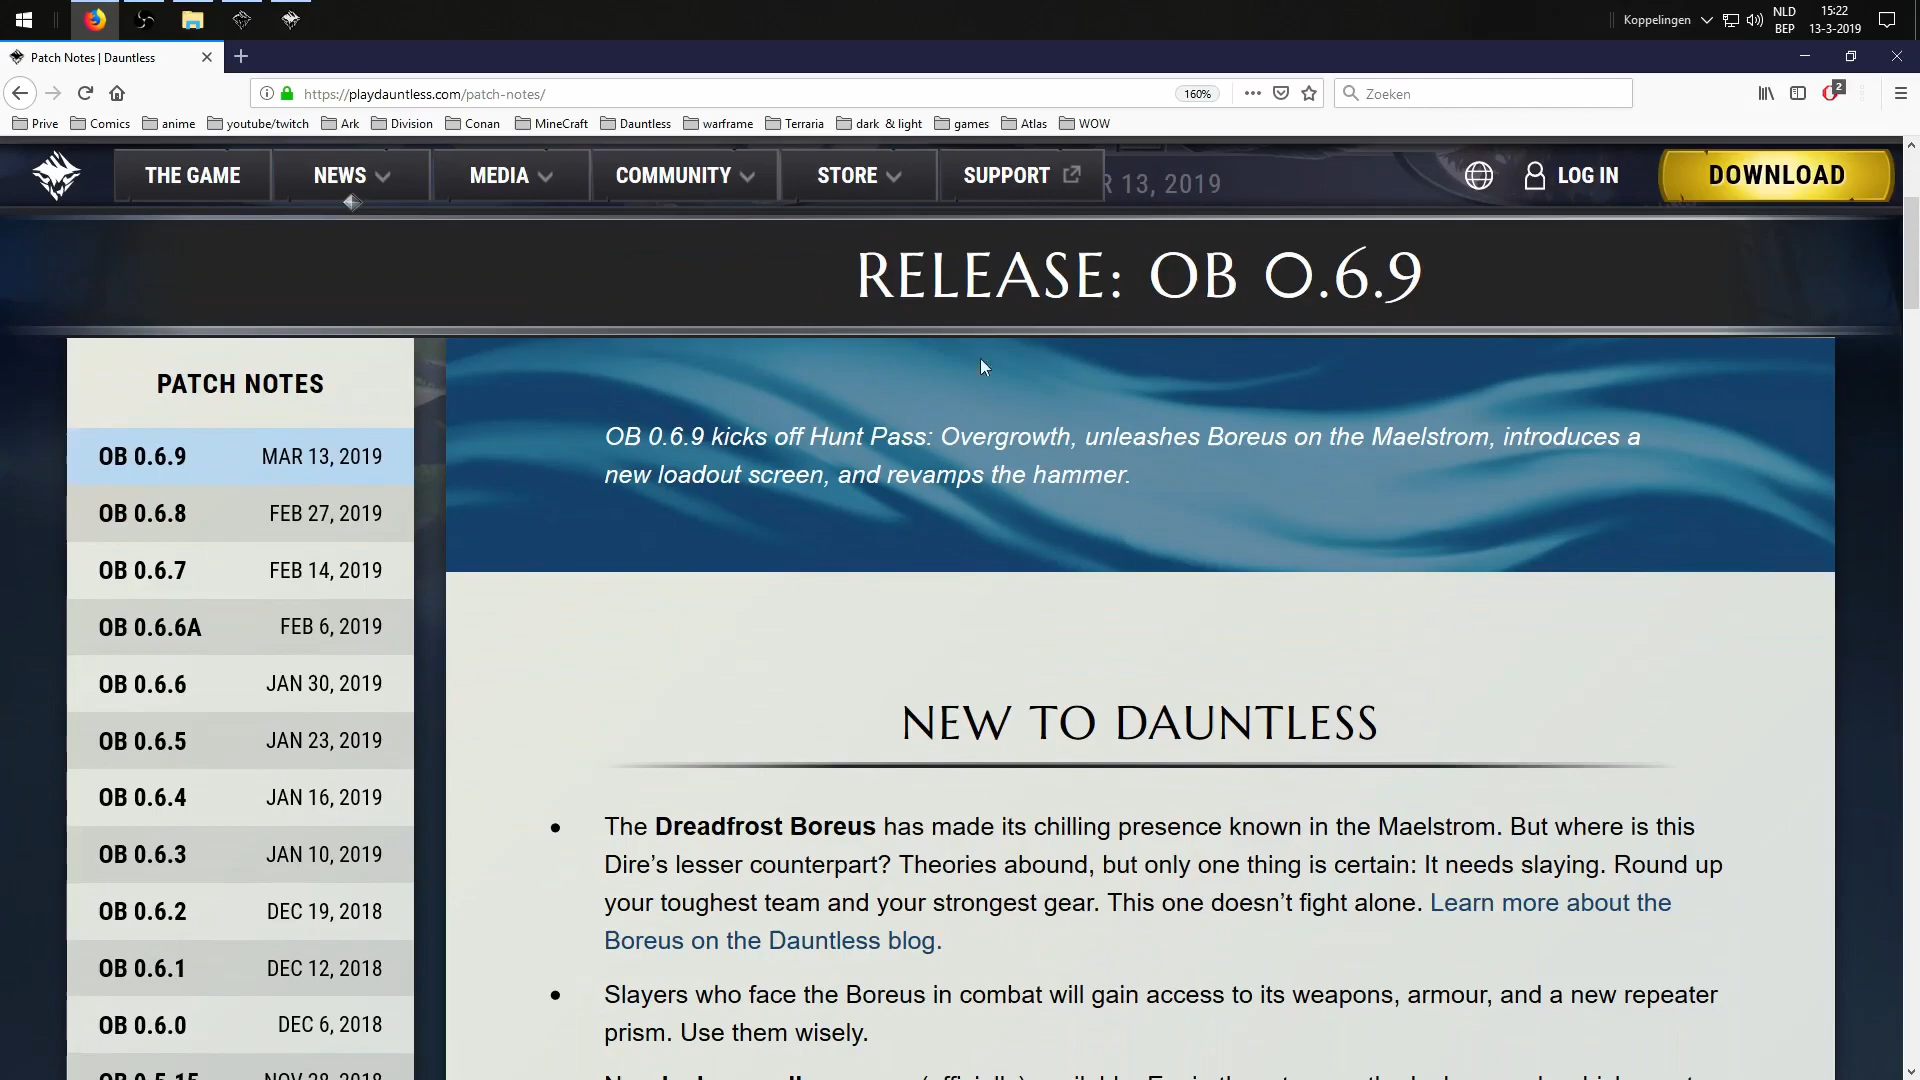 Koppelingen
NLD
BEP
15:22
13-3-2019
Patch Notes | Dauntless
https://playdauntless.com/patch-notes/
160%
Zoeken
2
Prive Comics anime youtube/twitch Ark Division Conan MineCraft Dauntless warframe Terraria dark & light games Atlas WOW
THE GAME NEWS MEDIA COMMUNITY STORE SUPPORT R 13, 2019 LOG IN DOWNLOAD
RELEASE: OB 0.6.9
PATCH NOTES
OB 0.6.9 MAR 13, 2019
OB 0.6.8 FEB 27, 2019
OB 0.6.7 FEB 14, 2019
OB 0.6.6A FEB 6, 2019
OB 0.6.6 JAN 30, 2019
OB 0.6.5 JAN 23, 2019
OB 0.6.4 JAN 16, 2019
OB 0.6.3 JAN 10, 2019
OB 0.6.2 DEC 19, 2018
OB 0.6.1 DEC 12, 2018
OB 0.6.0 DEC 6, 2018
OB 0.5.15 NOV 28, 2018
OB 0.6.9 kicks off Hunt Pass: Overgrowth, unleashes Boreus on the Maelstrom, introduces a
new loadout screen, and revamps the hammer.
NEW TO DAUNTLESS
• The Dreadfrost Boreus has made its chilling presence known in the Maelstrom. But where is this
Dire’s lesser counterpart? Theories abound, but only one thing is certain: It needs slaying. Round up
your toughest team and your strongest gear. This one doesn’t fight alone. Learn more about the
Boreus on the Dauntless blog.
• Slayers who face the Boreus in combat will gain access to its weapons, armour, and a new repeater
prism. Use them wisely.